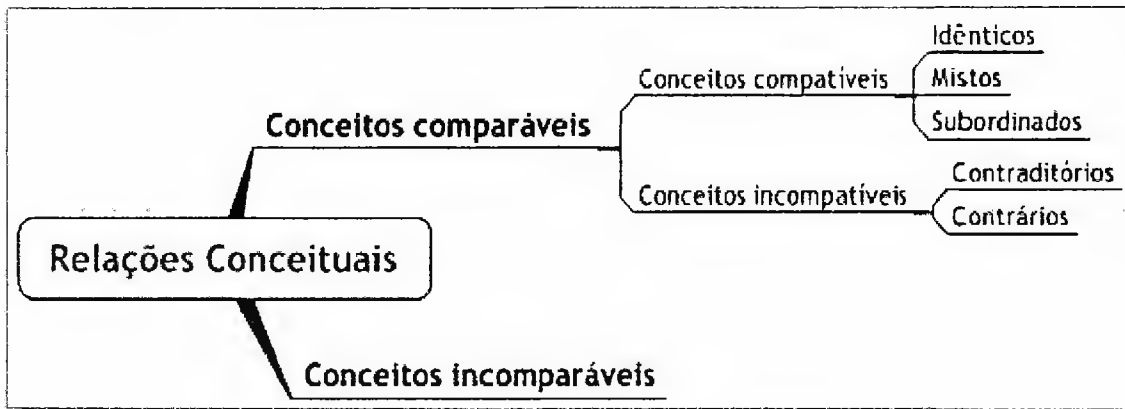 Idênticos
Conceitos compatíveis
Mistos
Conceitos comparáveis
Subordinados
Contraditórios
Conceitos incompatíveis
Contrários
Relações Conceituais
Conceitos incomparáveis